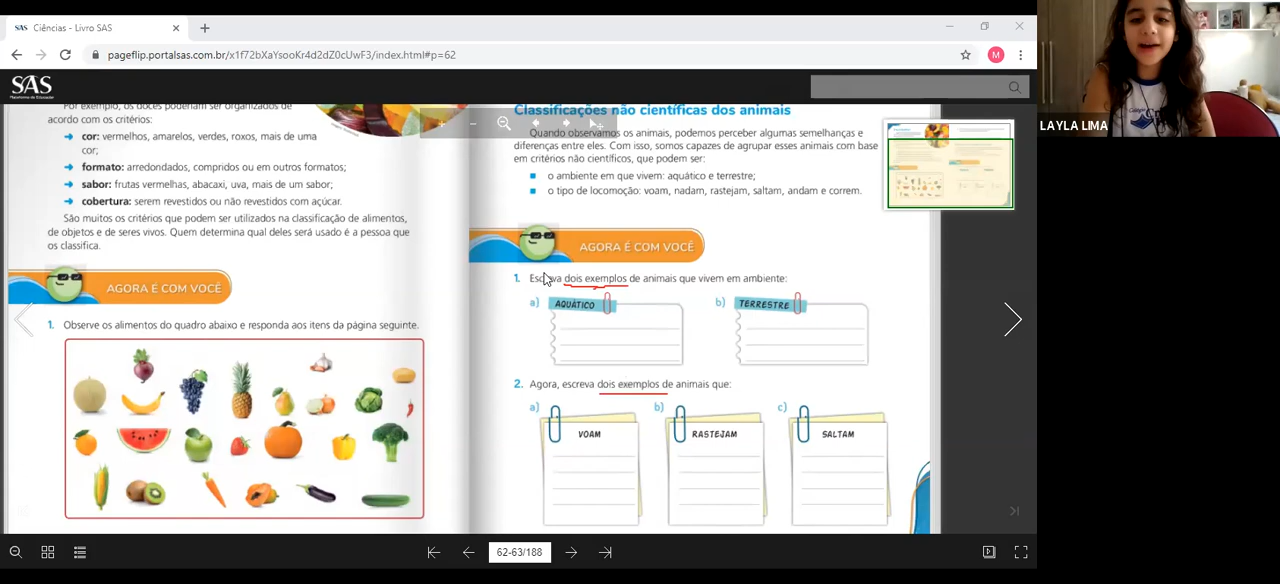 SAS Ciências - Livro SAS
pageflip.portalsas.com.br/x1f72bXaYsooKr4d2dZ0cUwF3/index.html#p=62
M
SAS
Por exemplo, os doces poderiam ser organizados de
acordo com os critérios:
cor: vermelhos, amarelos, verdes, roxos, mais de uma
cor;
formato: arredondados, compridos ou em outros formatos;
sabor: frutas vermelhas, abacaxi, uva, mais de um sabor;
cobertura: serem revestidos ou não revestidos com açúcar.
São muitos os critérios que podem ser utilizados na classificação de alimentos,
de objetos e de seres vivos. Quem determina qual deles será usado é a pessoa que
os classifica.
AGORA É COM VOCÊ
1. Observe os alimentos do quadro abaixo e responda aos itens da página seguinte.
Classificações não científicas dos animais
Quando observamos os animais, podemos perceber algumas semelhanças e
diferenças entre eles. Com isso, somos capazes de agrupar esses animais com base
em critérios não científicos, que podem ser:
o ambiente em que vivem: aquático e terrestre;
o tipo de locomoção: voam, nadam, rastejam, saltam, andam e correm.
AGORA É COM VOCÊ
1. Escreva dois exemplos de animais que vivem em ambiente:
a) AQUÁTICO b) TERRESTRE
2. Agora, escreva dois exemplos de animais que:
a) b) c)
VOAM RASTEJAM SALTAM
62-63/188
LAYLA LIMA